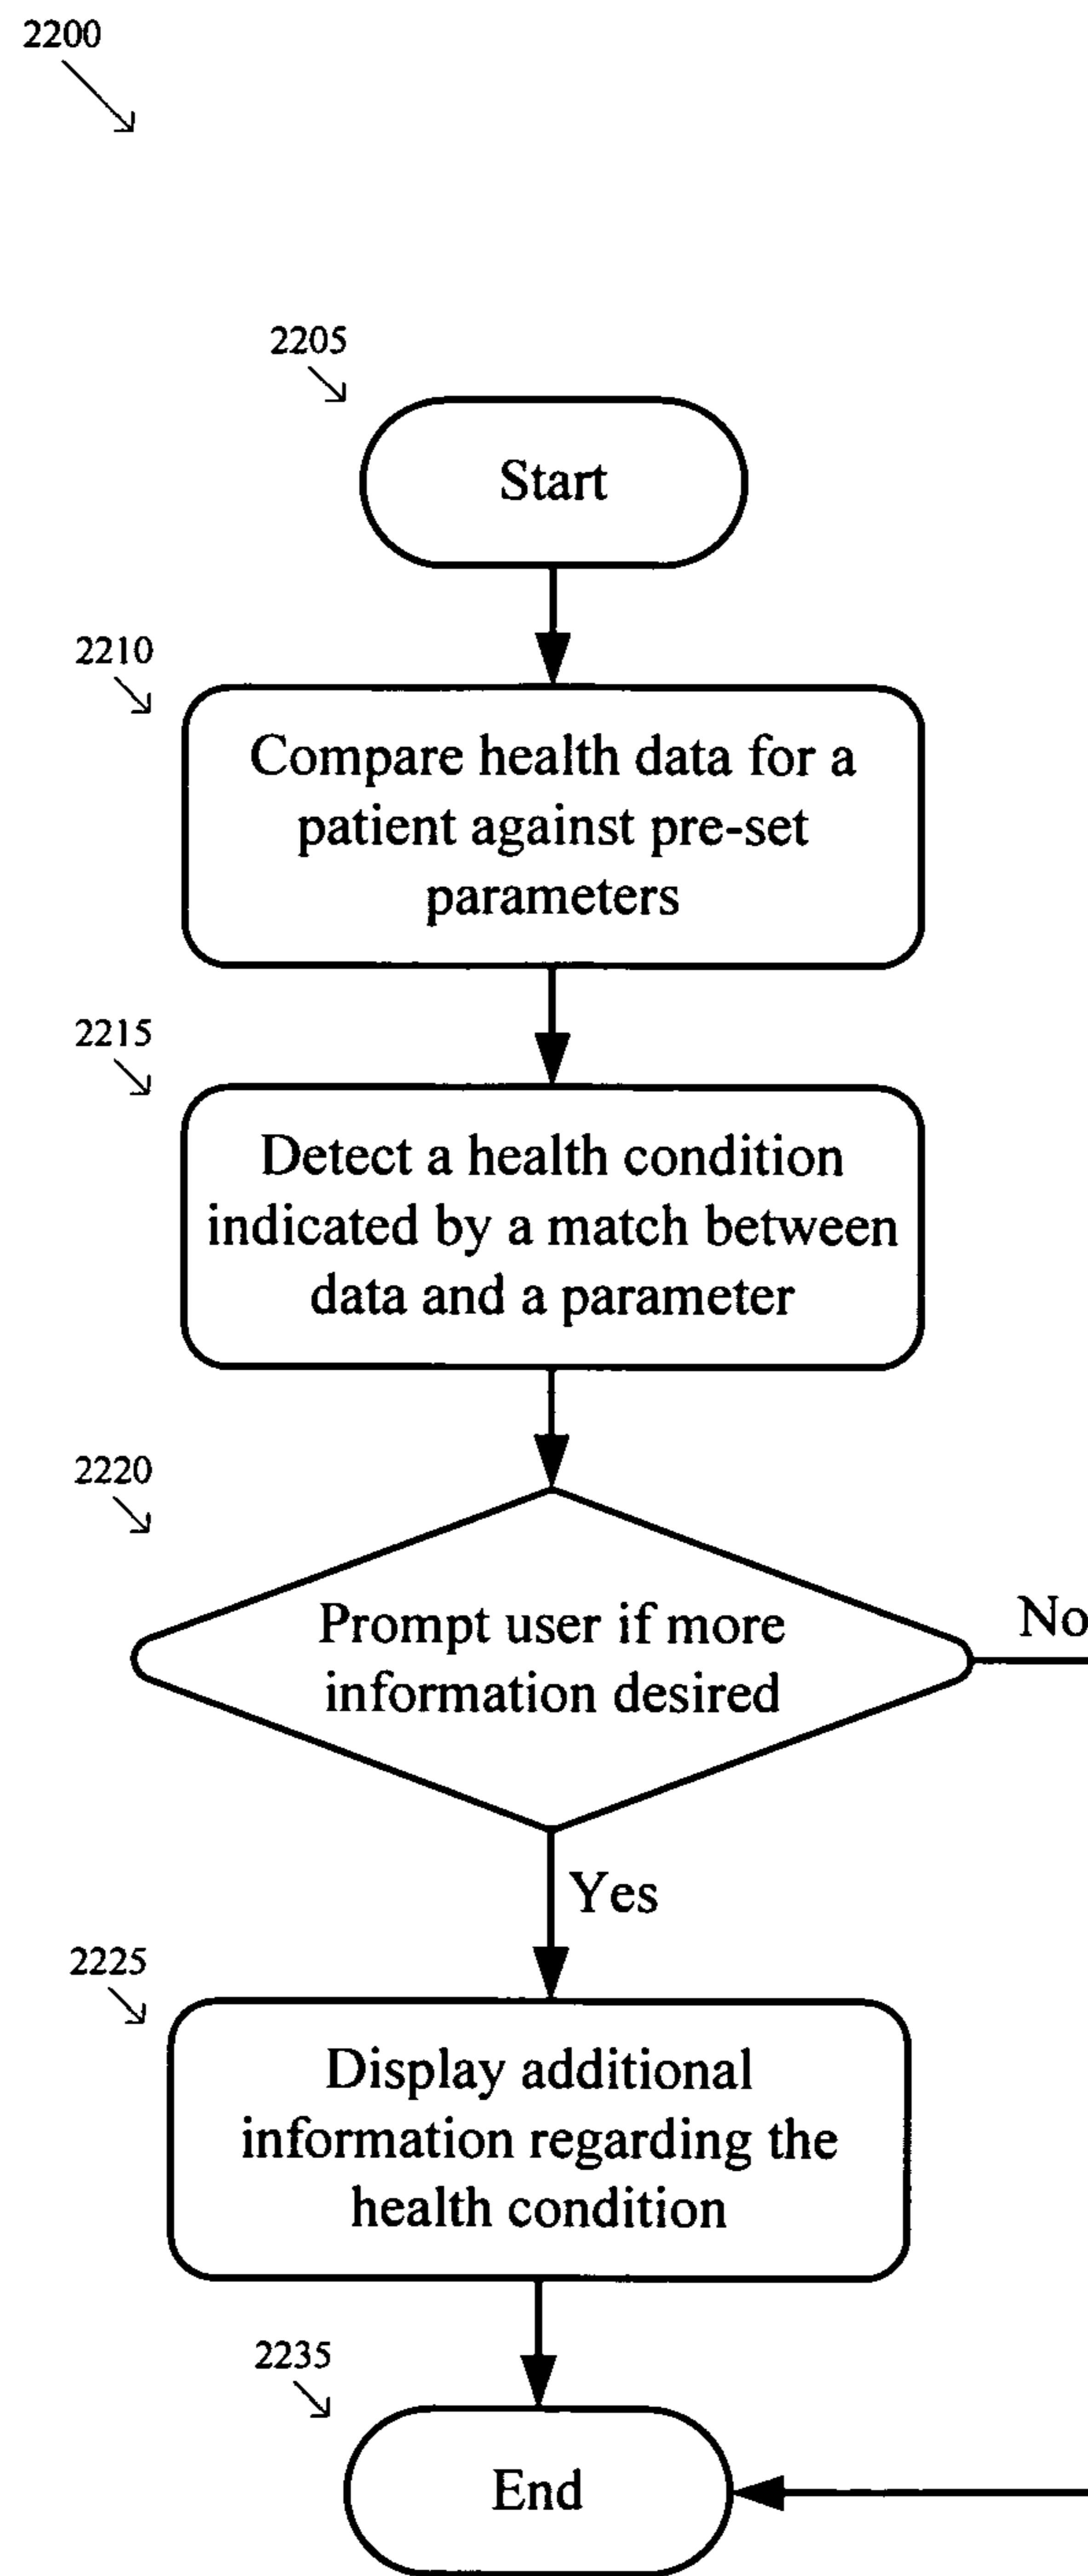 2200
2205
Start
2210
Compare health data for a
patient against pre-set
parameters
2215
Detect a health condition
indicated by a match between
data and a parameter
2220
Prompt user if more
information desired
No
Yes
2225
Display additional
information regarding the
health condition
2235
End